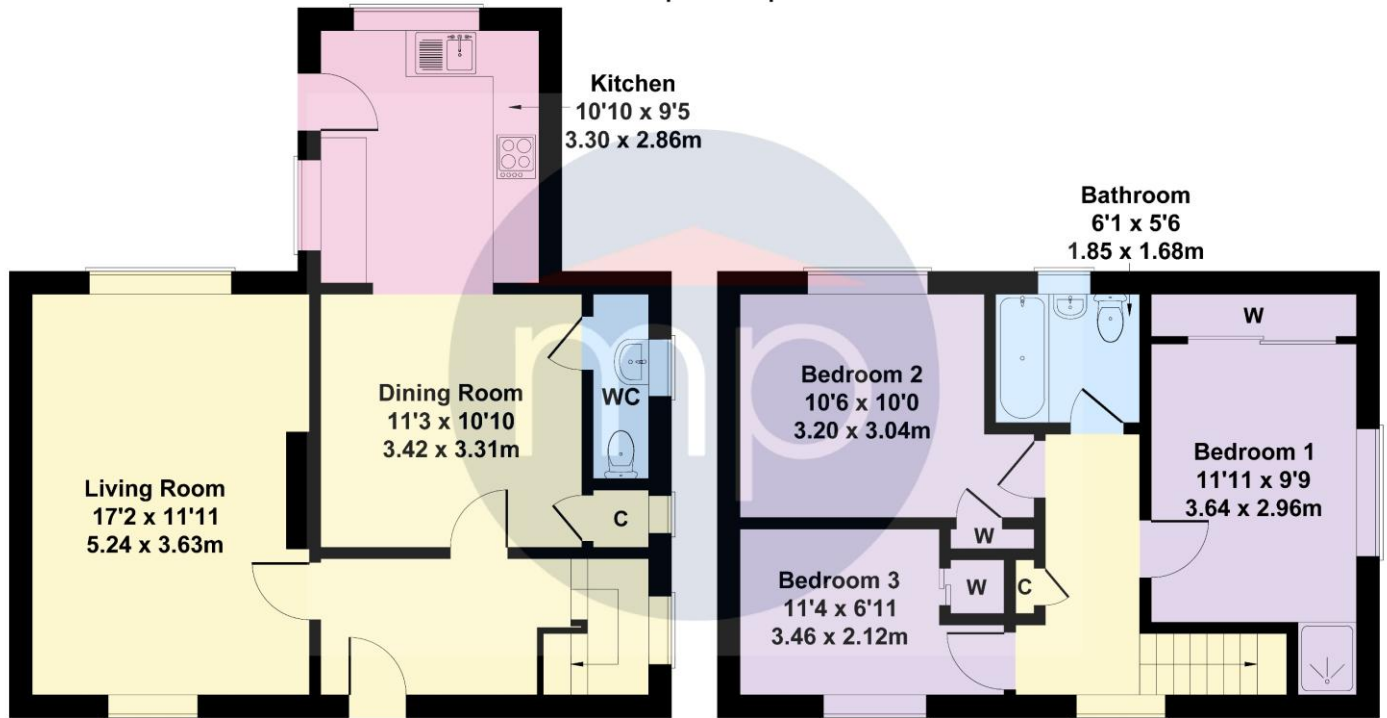 Kitchen
10'10 x 9'5
3.30 x 2.86m
Bathroom
6'1 x 5'6
1.85 x 1.68m
Dining Room
11'3 x 10'10
3.42 x 3.31m
WC
Living Room
17'2 x 11'11
5.24 x 3.63m
C
Bedroom 2
10'6 x 10'0
3.20 x 3.04m
W
Bedroom 1
11'11 x 9'9
3.64 x 2.96m
W
Bedroom 3
11'4 x 6'11
3.46 x 2.12m
W
C
mp